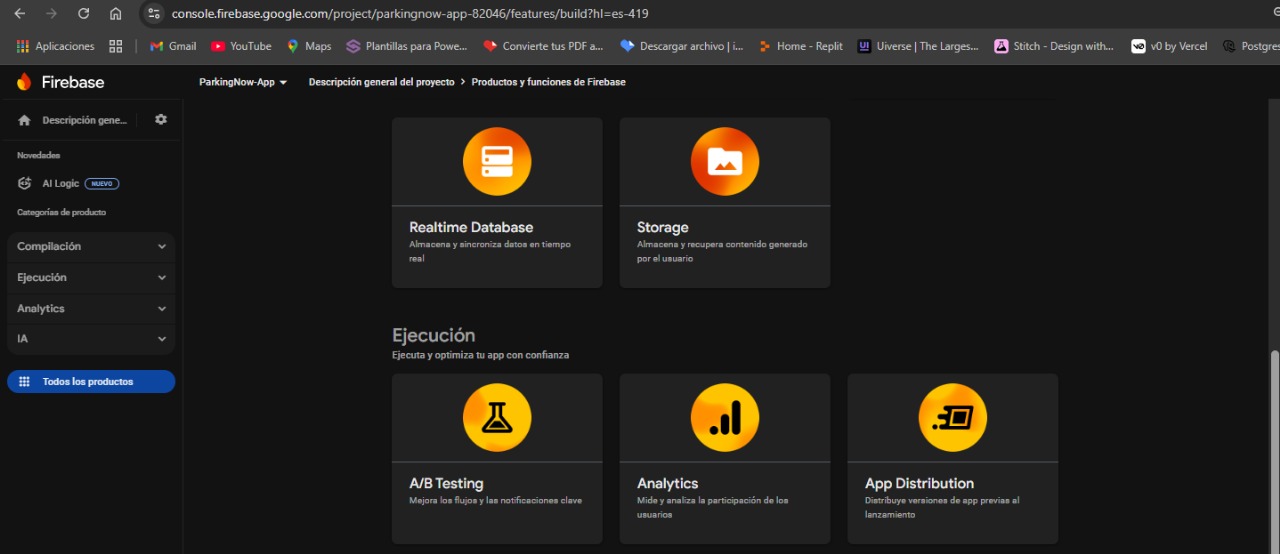 console.firebase.google.com/project/parkingnow-app-82046/features/build?hl=es-419
Aplicaciones
Gmail
YouTube
Maps
Plantillas para Powe...
Convierte tus PDF a...
Descargar archivo | i...
Home - Replit
Uiverse | The Larges...
Stitch - Design with...
v0 by Vercel
Postgres
Firebase
ParkingNow-App
Descripción general del proyecto > Productos y funciones de Firebase
Descripción gene...
Novedades
AI Logic NUEVO
Categorías de producto
Compilación
Ejecución
Analytics
IA
Todos los productos
Realtime Database
Almacena y sincroniza datos en tiempo
real
Storage
Almacena y recupera contenido generado
por el usuario
Ejecución
Ejecuta y optimiza tu app con confianza
A/B Testing
Mejora los flujos y las notificaciones clave
Analytics
Mide y analiza la participación de los
usuarios
App Distribution
Distribuye versiones de app previas al
lanzamiento